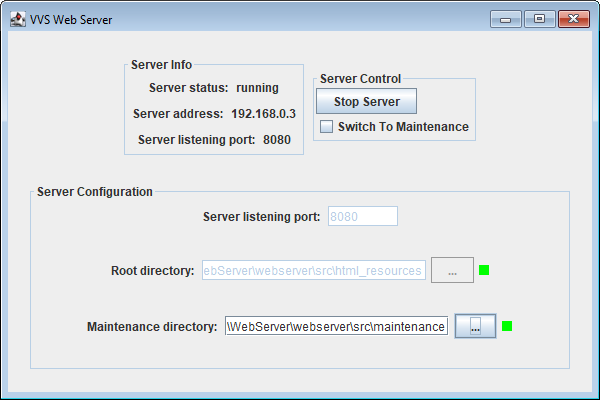 VVS Web Server
Server Info
Server status: running
Server address: 192.168.0.3
Server listening port: 8080
Server Control
Stop Server
Switch To Maintenance
Server Configuration
Server listening port: 8080
Root directory: ebServer\webserver\src\html_resources ...
Maintenance directory: \WebServer\webserver\src\maintenance ...